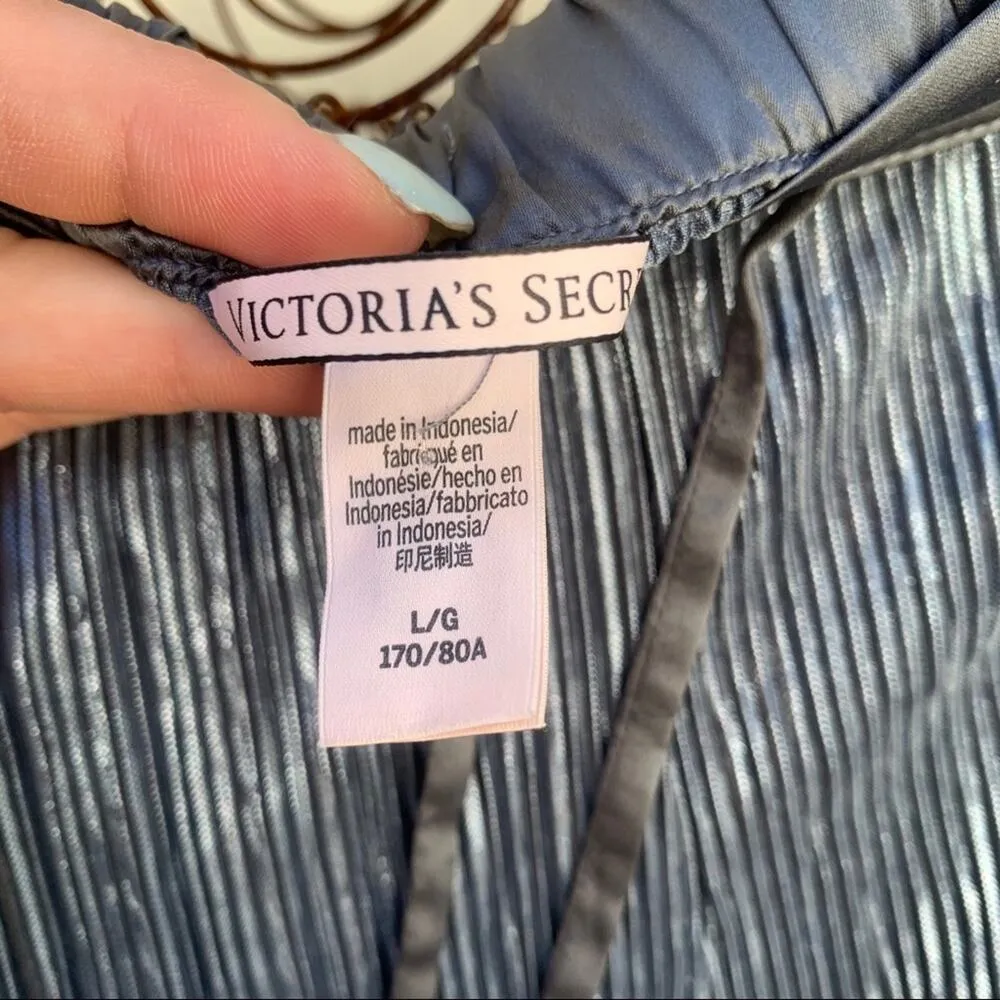 VICTORIA'S SECR
made in Indonesia/
fabriqué en
Indonésie/hecho en
Indonesia/fabbricato
in Indonesia/
印尼制造
L/G
170/80A